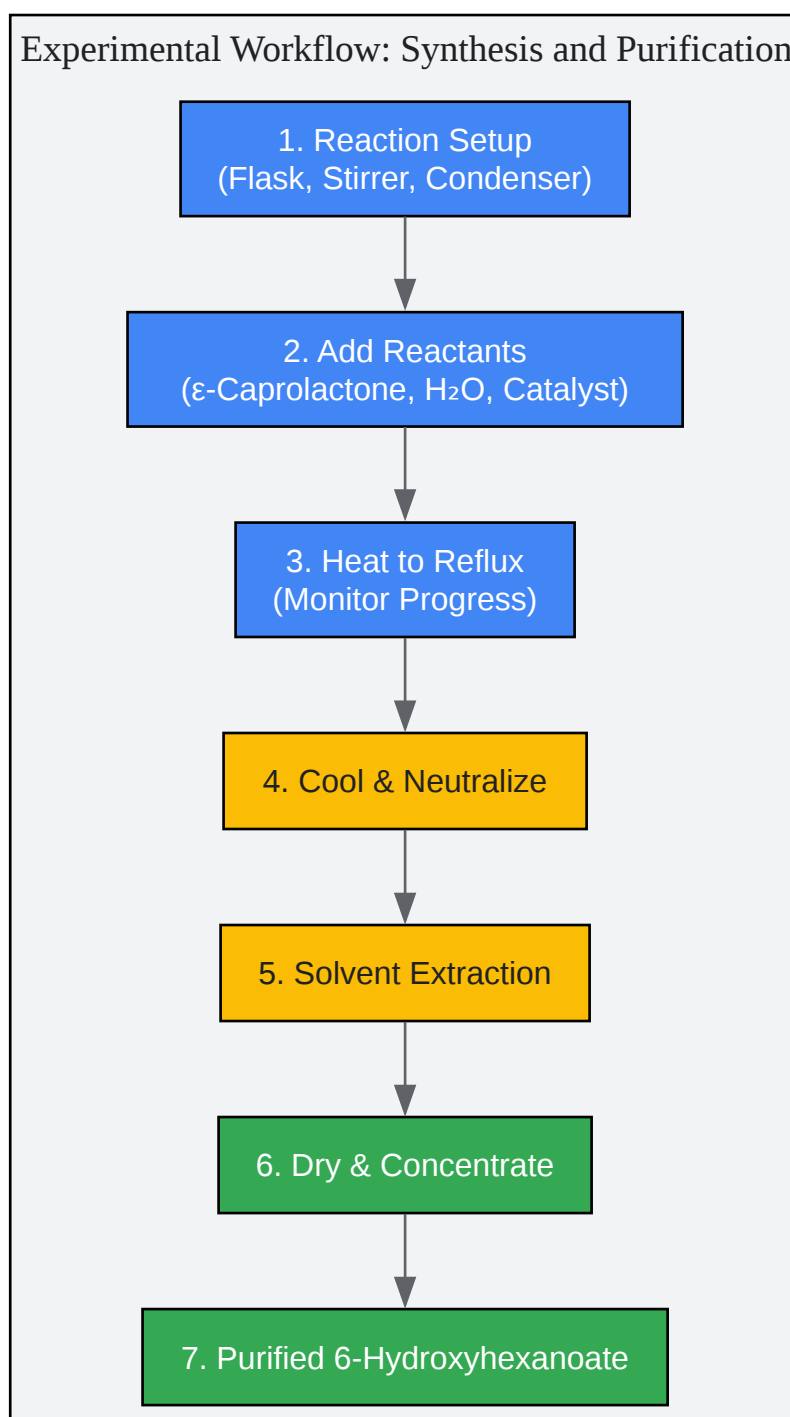 Experimental Workflow: Synthesis and Purification
1. Reaction Setup
(Flask, Stirrer, Condenser)
2. Add Reactants
(ε-Caprolactone, H₂O, Catalyst)
3. Heat to Reflux
(Monitor Progress)
4. Cool & Neutralize
5. Solvent Extraction
6. Dry & Concentrate
7. Purified 6-Hydroxyhexanoate